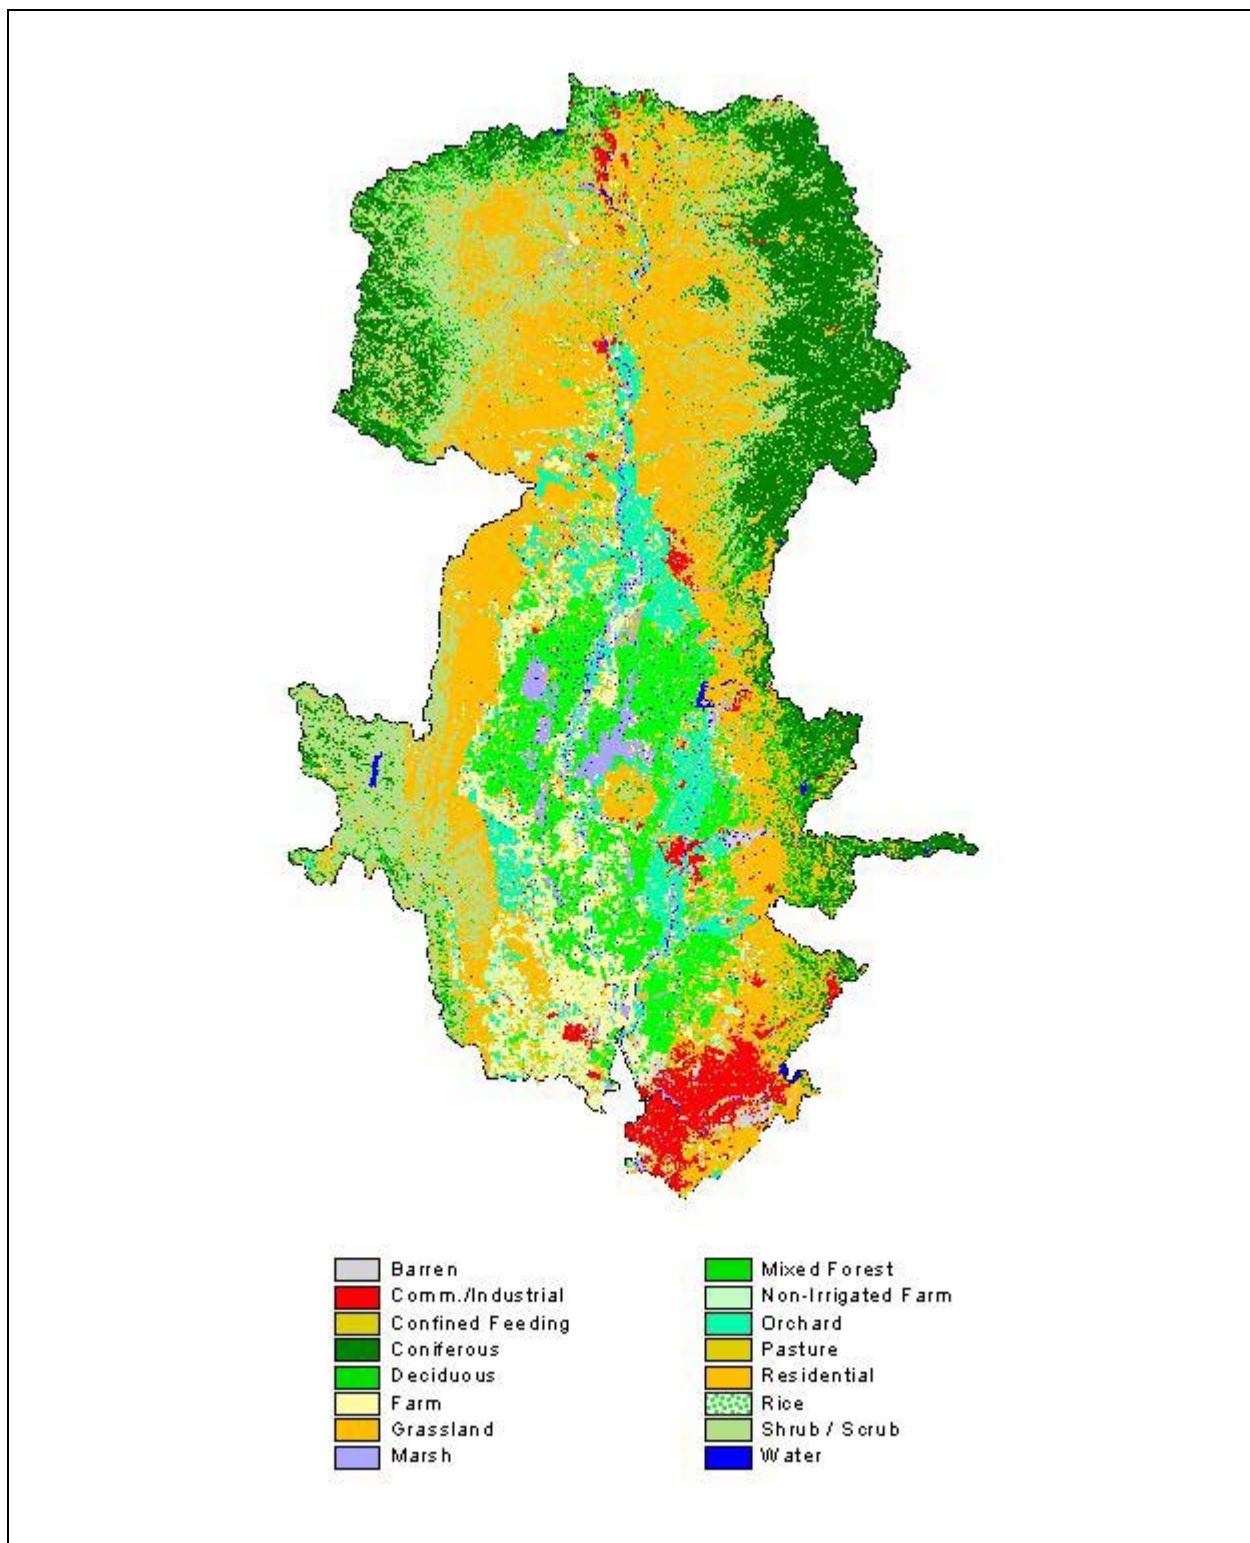 Barren
Comm./Industrial
Confined Feeding
Coniferous
Deciduous
Farm
Grassland
Marsh
Mixed Forest
Non-Irrigated Farm
Orchard
Pasture
Residential
Rice
Shrub / Scrub
Water